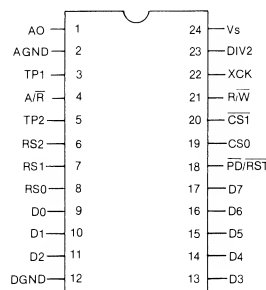 AO 1 24 Vs
AGND 2 23 DIV2
TP1 3 22 XCK
A/R̅ 4 21 R/W̅
TP2 5 20 C̅S̅1̅
RS2 6 19 CS0
RS1 7 18 P̅D̅/R̅S̅T̅
RS0 8 17 D7
D0 9 16 D6
D1 10 15 D5
D2 11 14 D4
DGND 12 13 D3